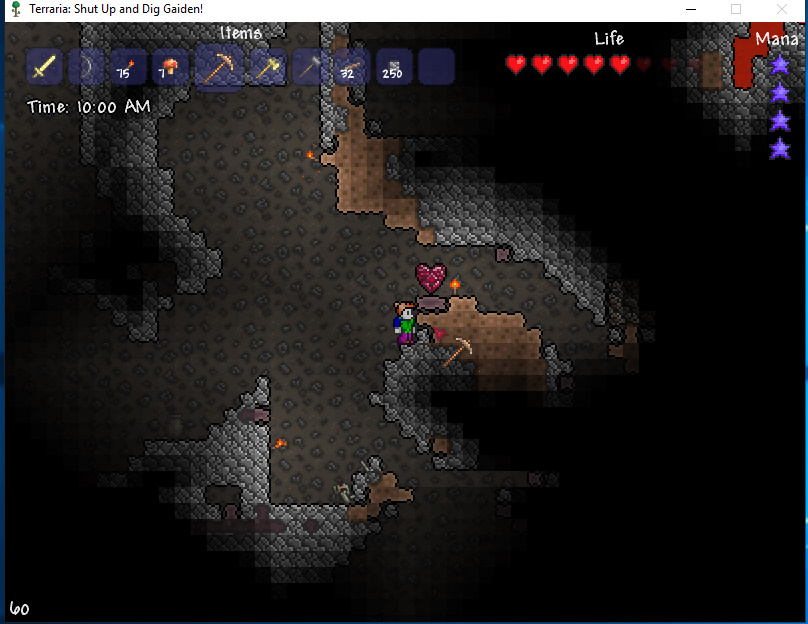 Terraria: Shut Up and Dig Gaiden!
Items
Life
Mana
75
7
32
250
Time: 10:00 AM
60